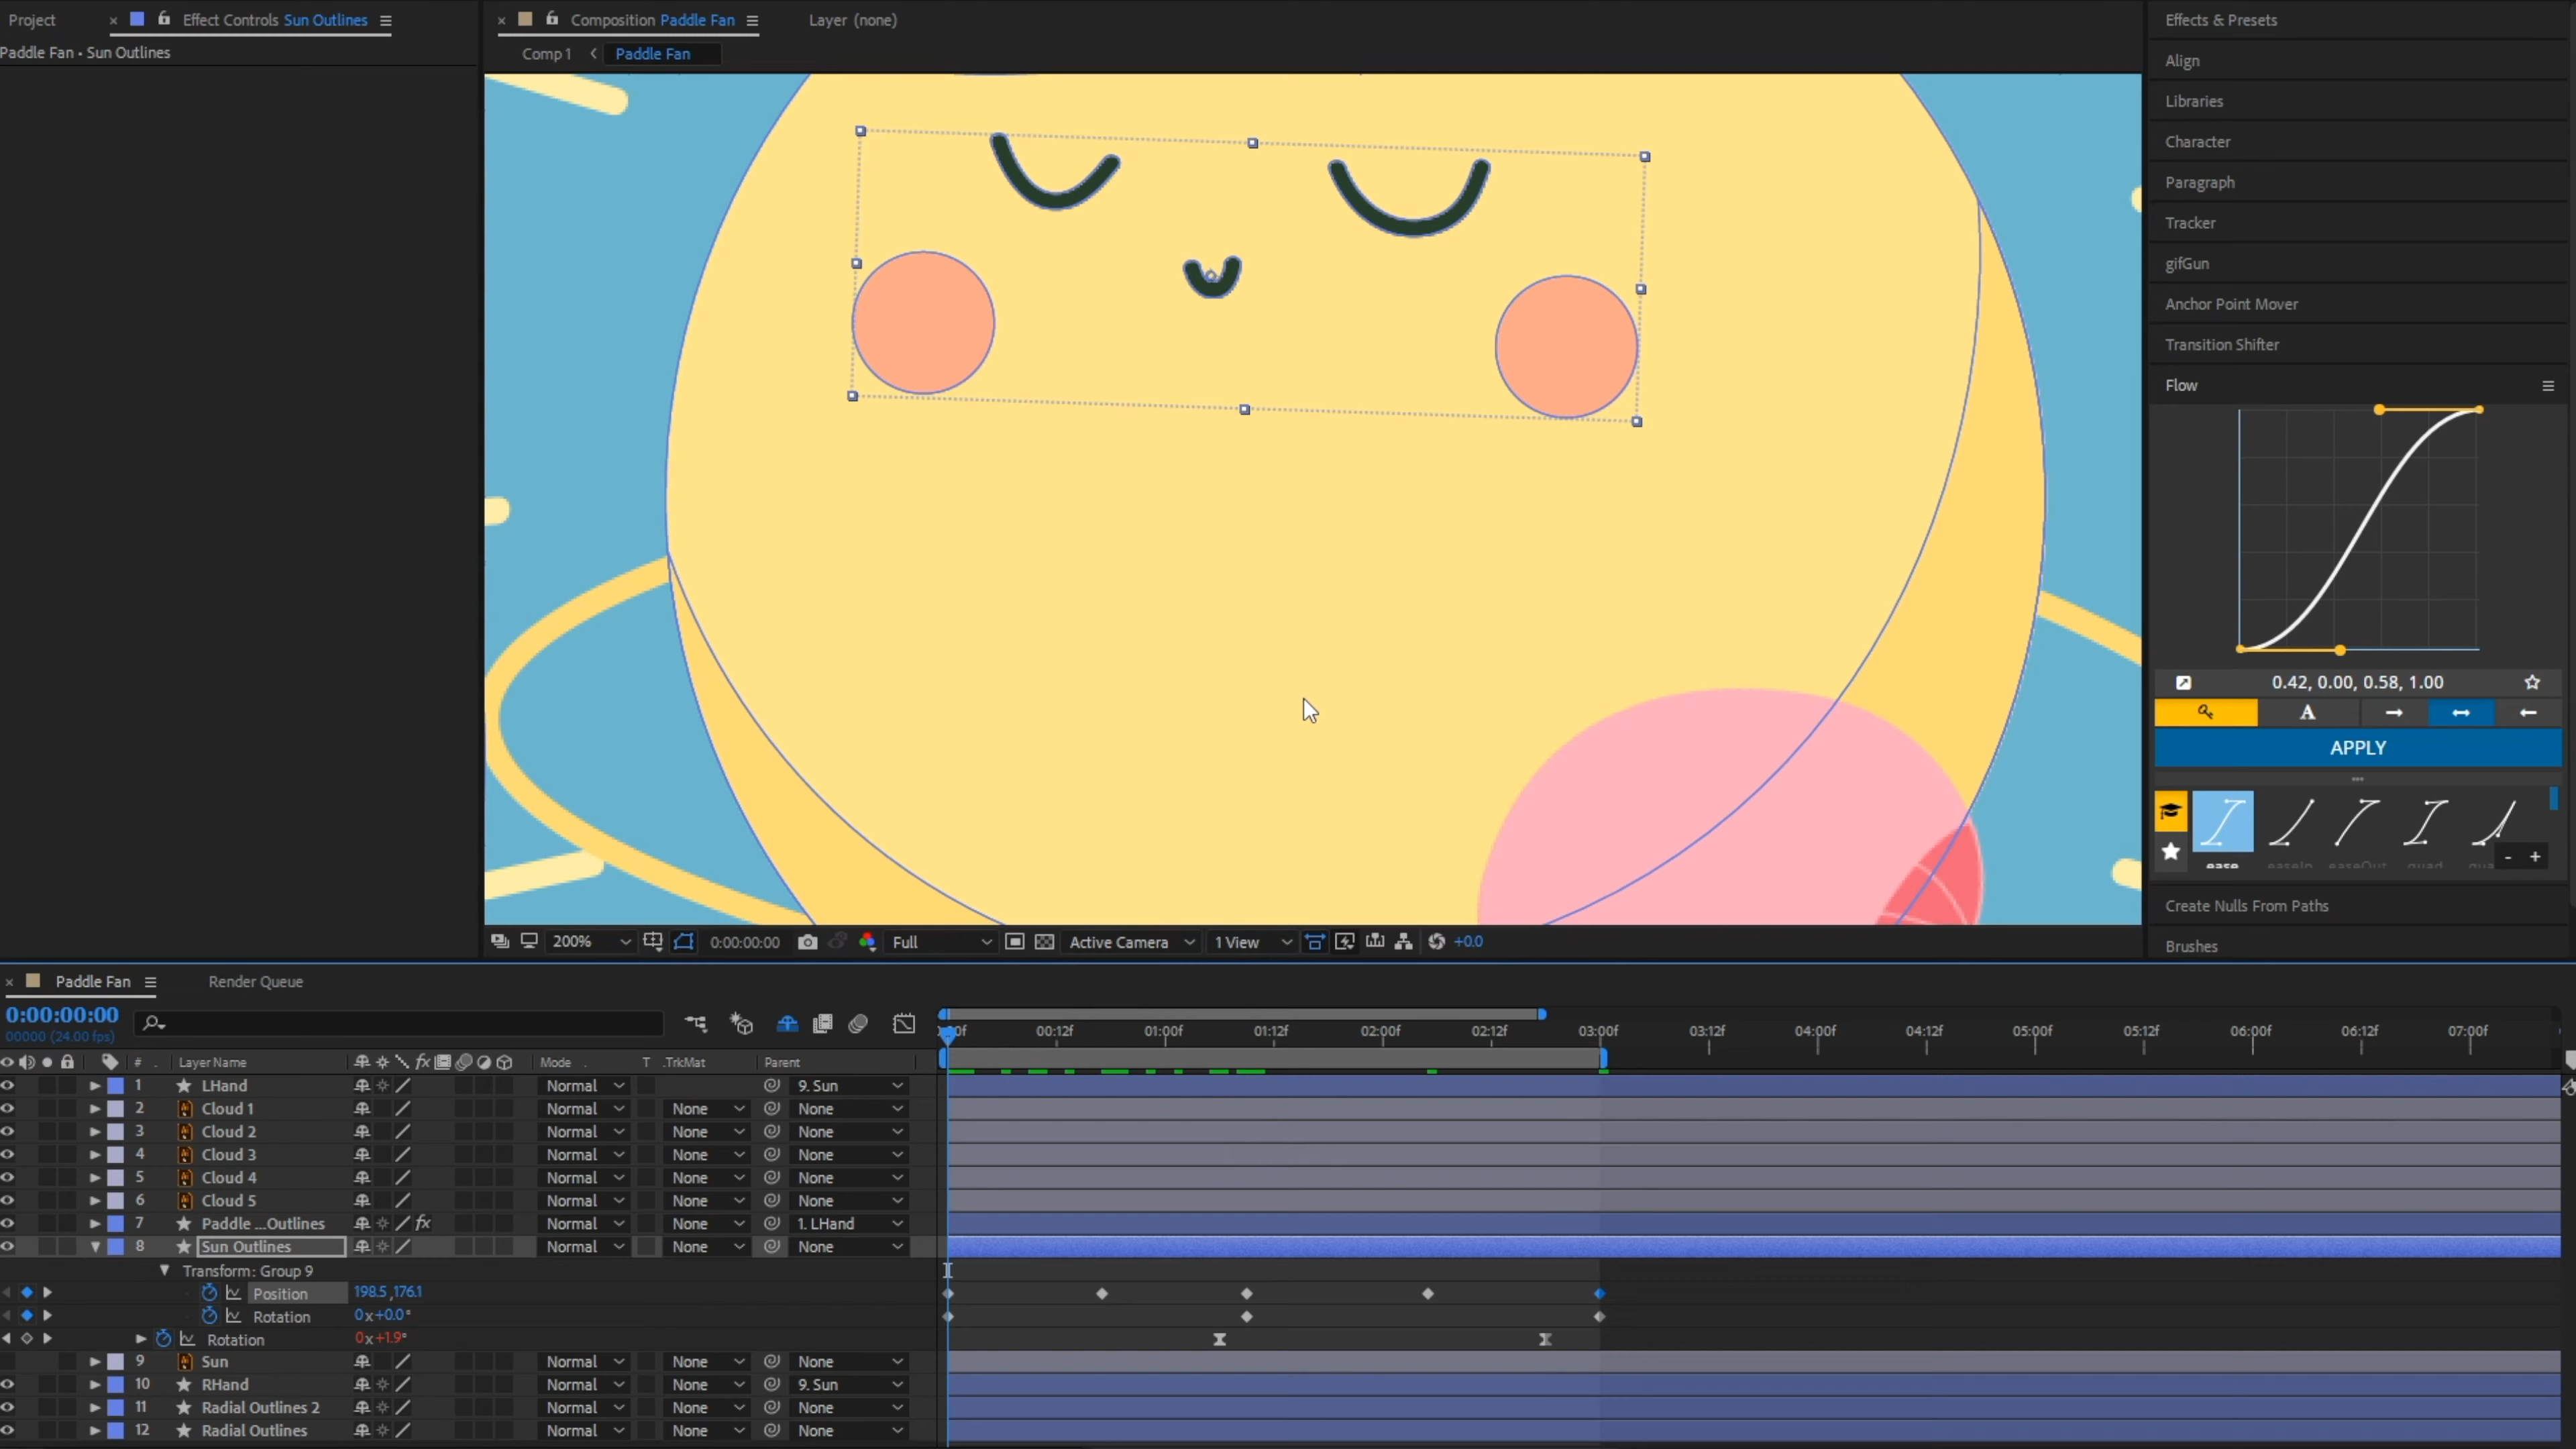 Project
Effect Controls Sun Outlines
Paddle Fan • Sun Outlines
Composition Paddle Fan
Layer (none)
Comp 1
Paddle Fan
Effects & Presets
Align
Libraries
Character
Paragraph
Tracker
gifGun
Anchor Point Mover
Transition Shifter
Flow
0.42, 0.00, 0.58, 1.00
A
APPLY
ease easeIn easeOut quad
- +
Create Nulls From Paths
Brushes
200%
0:00:00:00
Full
Active Camera
1 View
+0.0
Paddle Fan
Render Queue
0:00:00:00
00000 (24.00 fps)
00:12f 01:00f 01:12f 02:00f 02:12f 03:00f 03:12f 04:00f 04:12f 05:00f 05:12f 06:00f 06:12f 07:00f
# Layer Name fx Mode T .TrkMat Parent
1 LHand Normal 9. Sun
2 Cloud 1 Normal None None
3 Cloud 2 Normal None None
4 Cloud 3 Normal None None
5 Cloud 4 Normal None None
6 Cloud 5 Normal None None
7 Paddle ...Outlines fx Normal None 1. LHand
8 Sun Outlines Normal None None
Transform: Group 9
Position 198.5,176.1
Rotation 0x+0.0°
Rotation 0x+1.9°
9 Sun Normal None None
10 RHand Normal None 9. Sun
11 Radial Outlines 2 Normal None None
12 Radial Outlines Normal None None